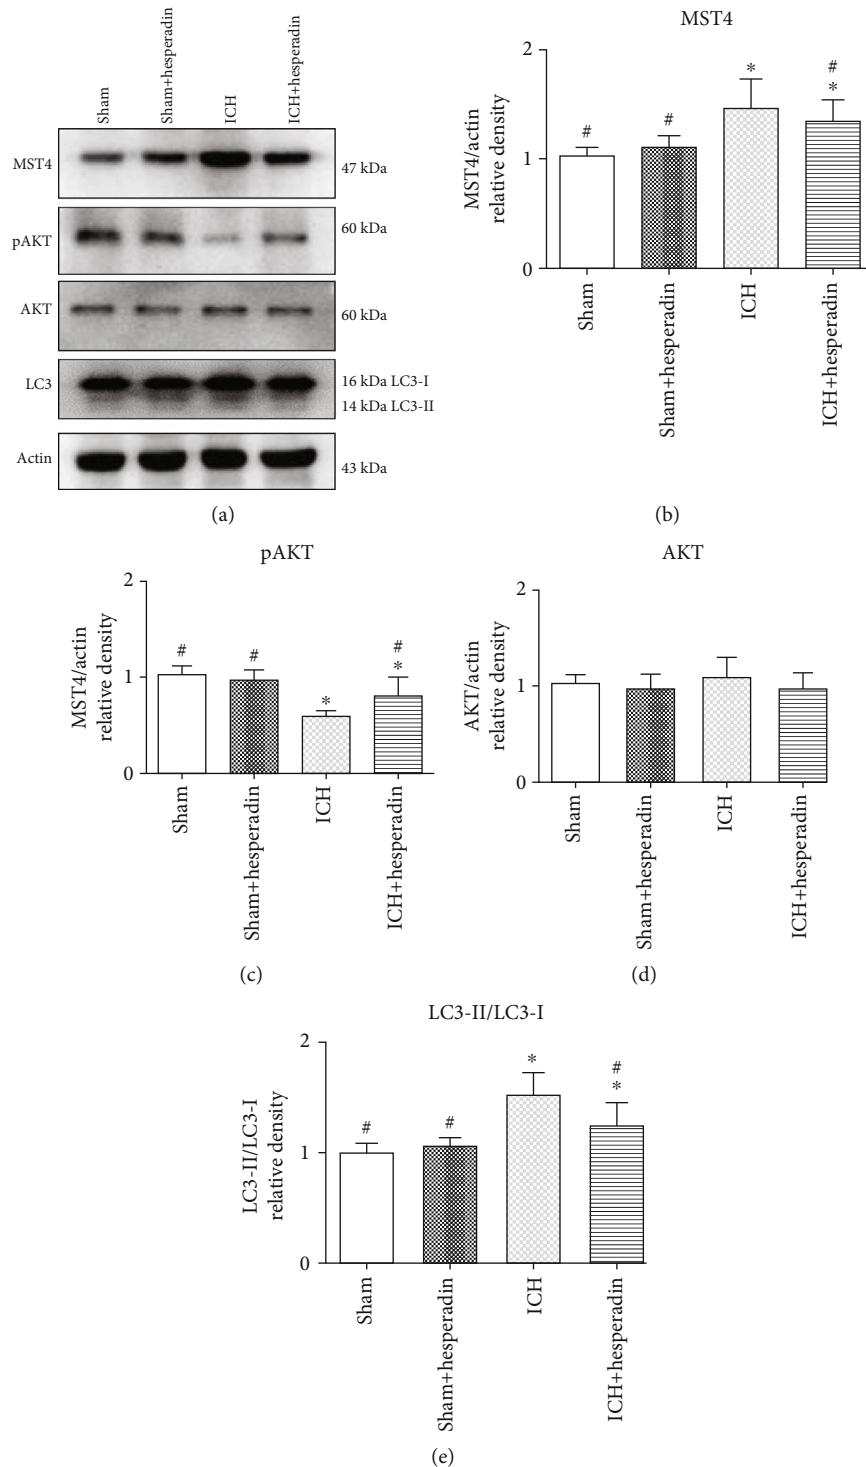 Sham
Sham+hesperadin
ICH
ICH+hesperadin
MST4
47 kDa
pAKT
60 kDa
AKT
60 kDa
LC3
16 kDa LC3-I
14 kDa LC3-II
Actin
43 kDa
(a)
MST4
MST4/actin
relative density
2
1
0
#
#
*
#
*
Sham
Sham+hesperadin
ICH
ICH+hesperadin
(b)
pAKT
MST4/actin
relative density
2
1
0
#
#
*
#
*
Sham
Sham+hesperadin
ICH
ICH+hesperadin
(c)
AKT
AKT/actin
relative density
2
1
0
Sham
Sham+hesperadin
ICH
ICH+hesperadin
(d)
LC3-II/LC3-I
LC3-II/LC3-I
relative density
2
1
0
#
#
*
#
*
Sham
Sham+hesperadin
ICH
ICH+hesperadin
(e)